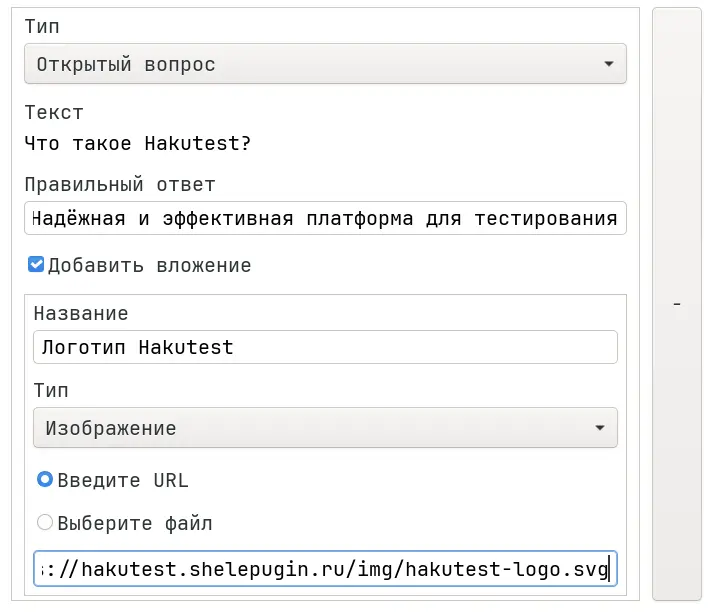 Тип
Открытый вопрос
Текст
Что такое Hakutest?
Правильный ответ
Надёжная и эффективная платформа для тестирования
Добавить вложение
Название
Логотип Hakutest
Тип
Изображение
Введите URL
Выберите файл
://hakutest.shelepugin.ru/img/hakutest-logo.svg
-